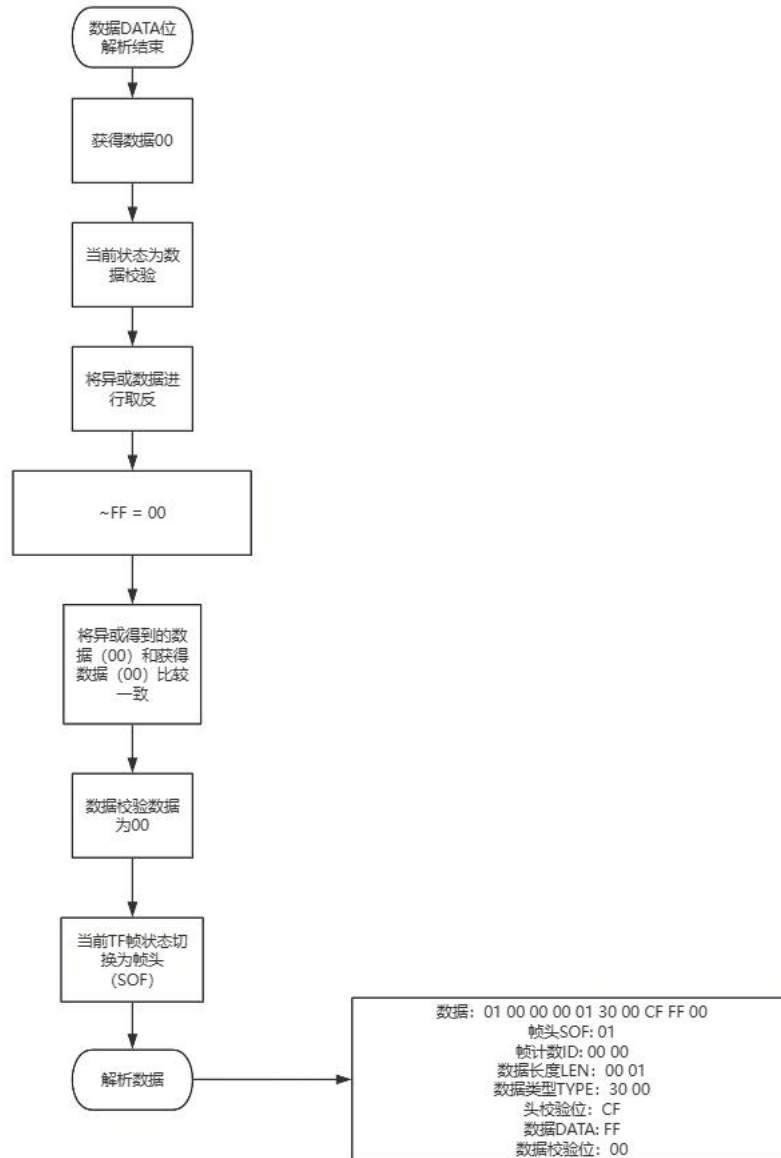 数据DATA位
解析结束
获得数据00
当前状态为数
据校验
将异或数据进
行取反
~FF = 00
将异或得到的数
据（00）和获得
数据（00）比较
一致
数据校验数据
为00
当前TF帧状态切
换为帧头
（SOF）
解析数据
数据：01 00 00 00 01 30 00 CF FF 00
帧头SOF: 01
帧计数ID: 00 00
数据长度LEN：00 01
数据类型TYPE：30 00
头校验位：CF
数据DATA: FF
数据校验位：00